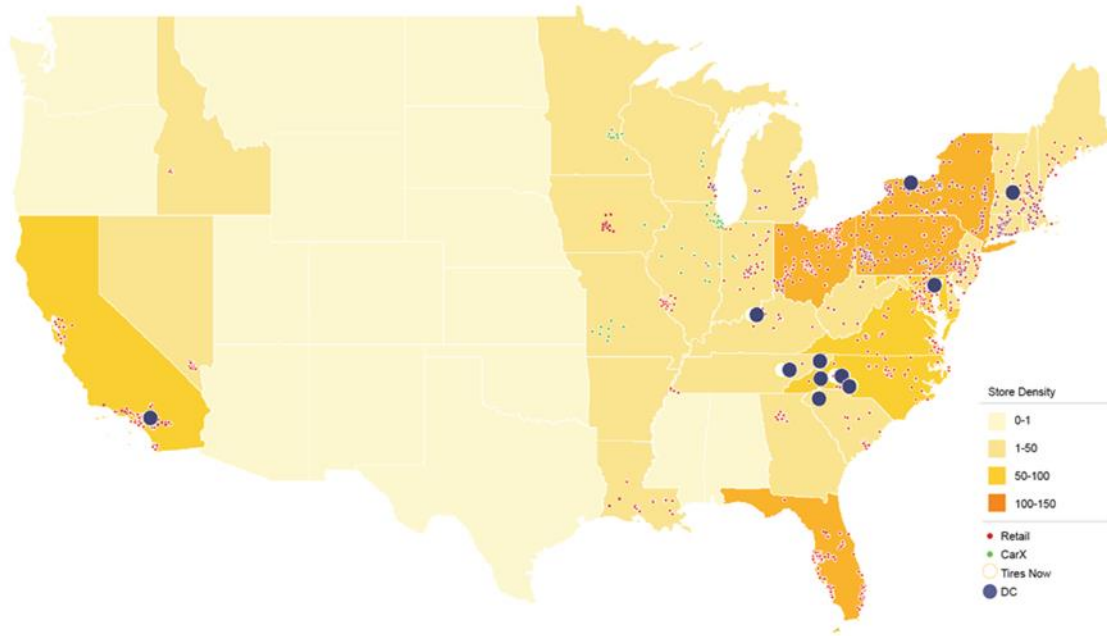 Store Density
0-1
1-50
50-100
100-150
Retail
CarX
Tires Now
DC